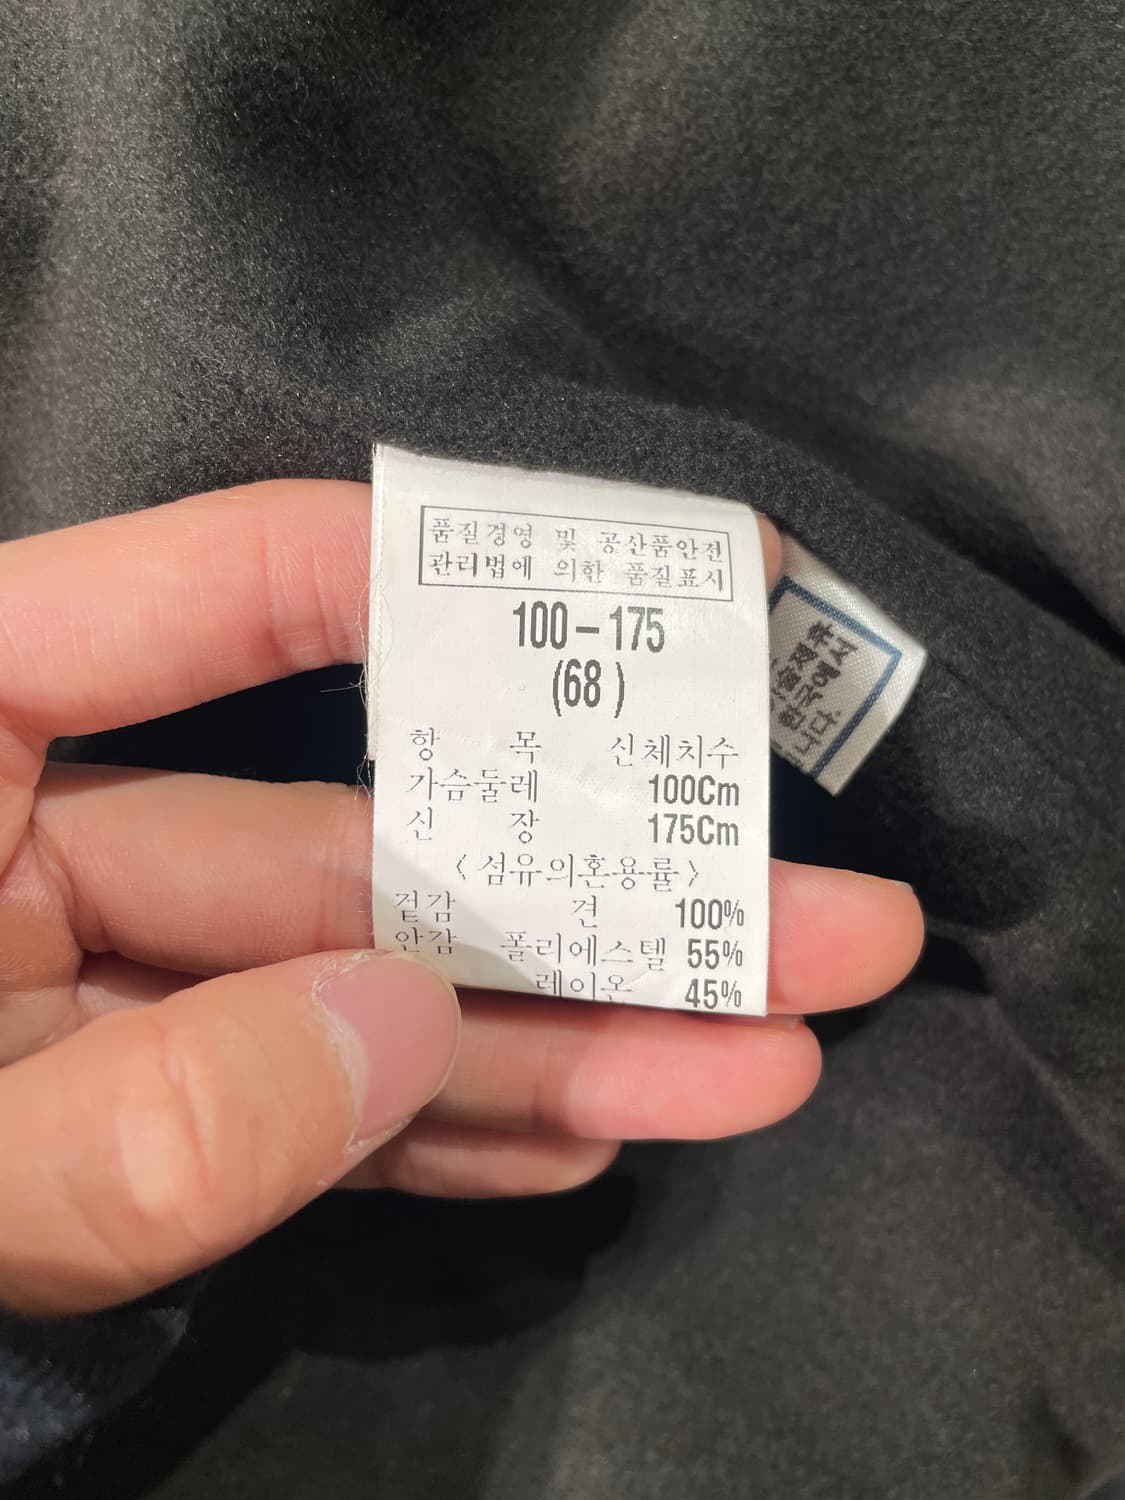 품질경영 및 공산품안전
관리법에 의한 품질표시
100-175
(68 )
항 목 신체치수
가슴둘레 100Cm
신 장 175Cm
<섬유의혼용률>
겉감 견 100%
안감 폴리에스텔 55%
레이온 45%